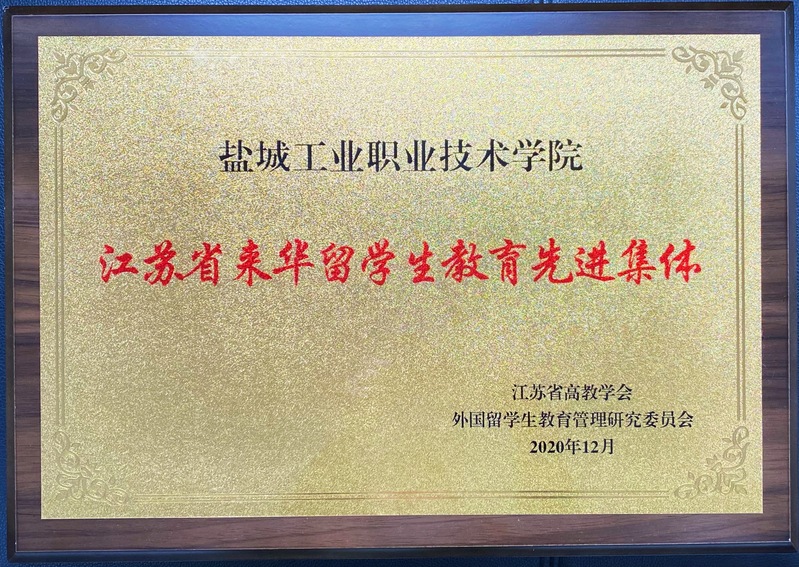 盐城工业职业技术学院
江苏省来华留学生教育先进集体
江苏省高教学会
外国留学生教育管理研究委员会
2020年12月